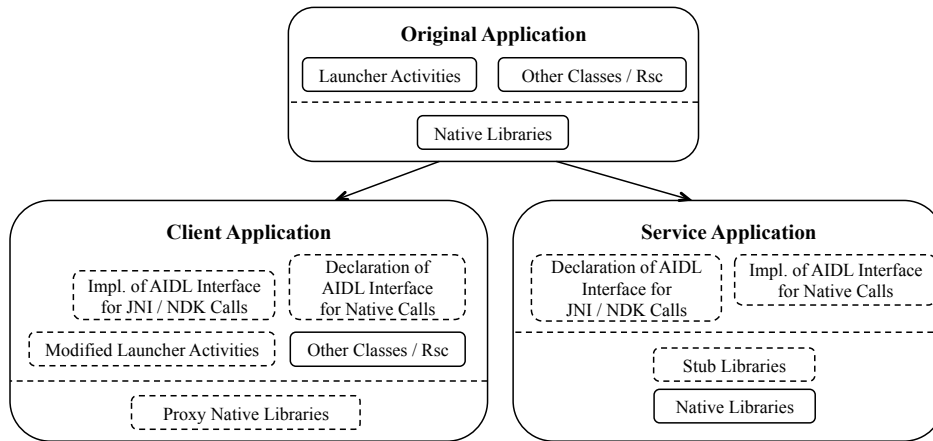 Original Application
Launcher Activities
Other Classes / Rsc
Native Libraries
Client Application
Impl. of AIDL Interface
for JNI / NDK Calls
Declaration of
AIDL Interface
for Native Calls
Modified Launcher Activities
Other Classes / Rsc
Proxy Native Libraries
Service Application
Declaration of AIDL
Interface for
JNI / NDK Calls
Impl. of AIDL Interface
for Native Calls
Stub Libraries
Native Libraries